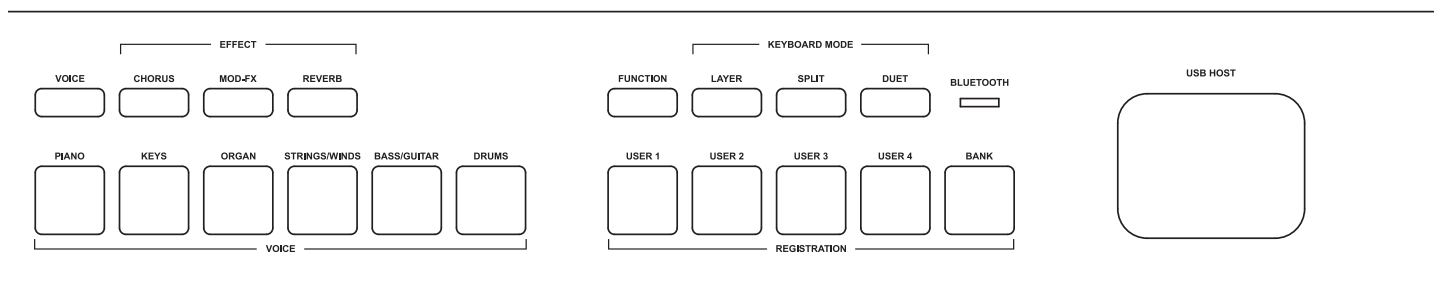 EFFECT
KEYBOARD MODE
VOICE CHORUS MOD-FX REVERB
FUNCTION LAYER SPLIT DUET BLUETOOTH
USB HOST
PIANO KEYS ORGAN STRINGS/WINDS BASS/GUITAR DRUMS
USER 1 USER 2 USER 3 USER 4 BANK
VOICE
REGISTRATION